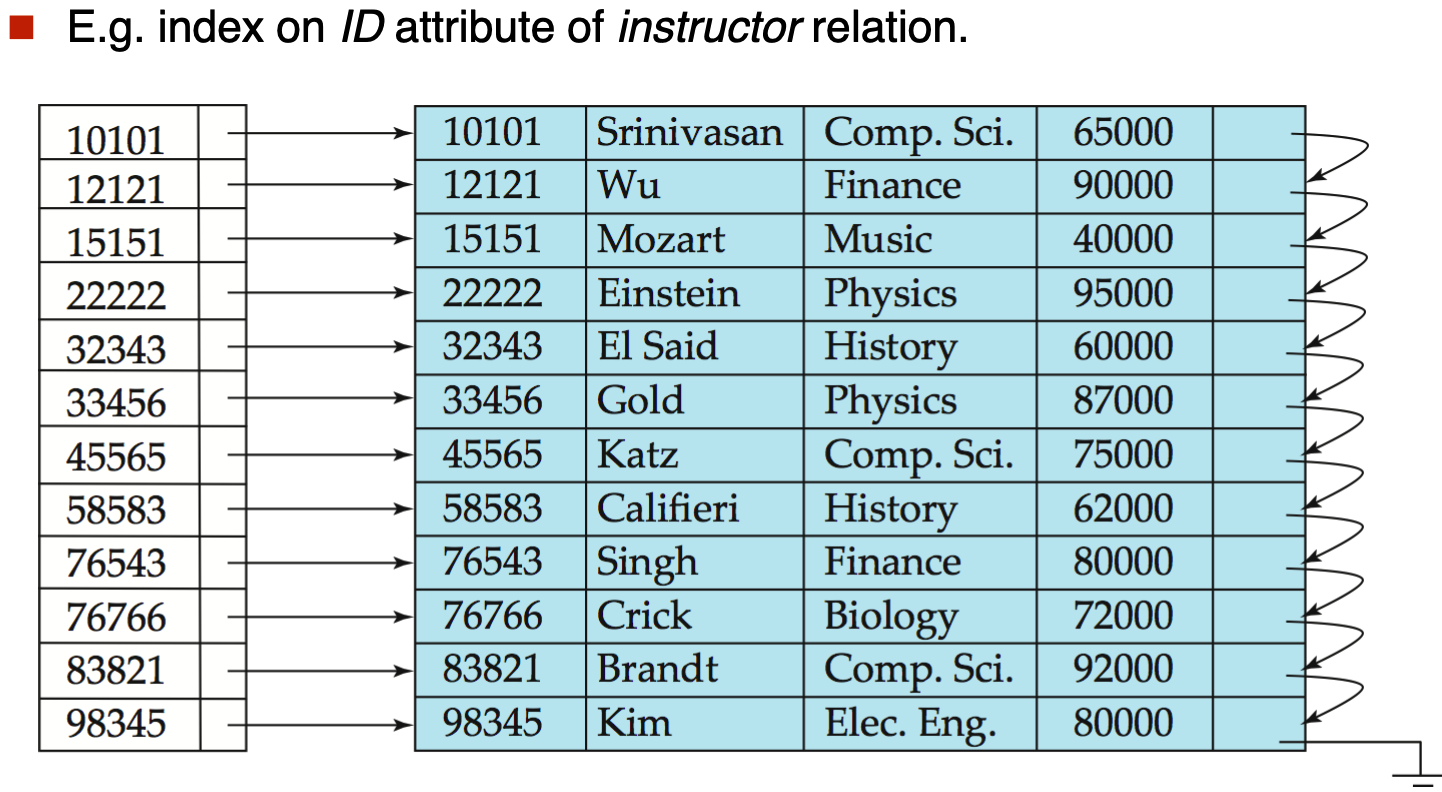 E.g. index on ID attribute of instructor relation.
10101 10101 Srinivasan Comp. Sci. 65000
12121 12121 Wu Finance 90000
15151 15151 Mozart Music 40000
22222 22222 Einstein Physics 95000
32343 32343 El Said History 60000
33456 33456 Gold Physics 87000
45565 45565 Katz Comp. Sci. 75000
58583 58583 Califieri History 62000
76543 76543 Singh Finance 80000
76766 76766 Crick Biology 72000
83821 83821 Brandt Comp. Sci. 92000
98345 98345 Kim Elec. Eng. 80000